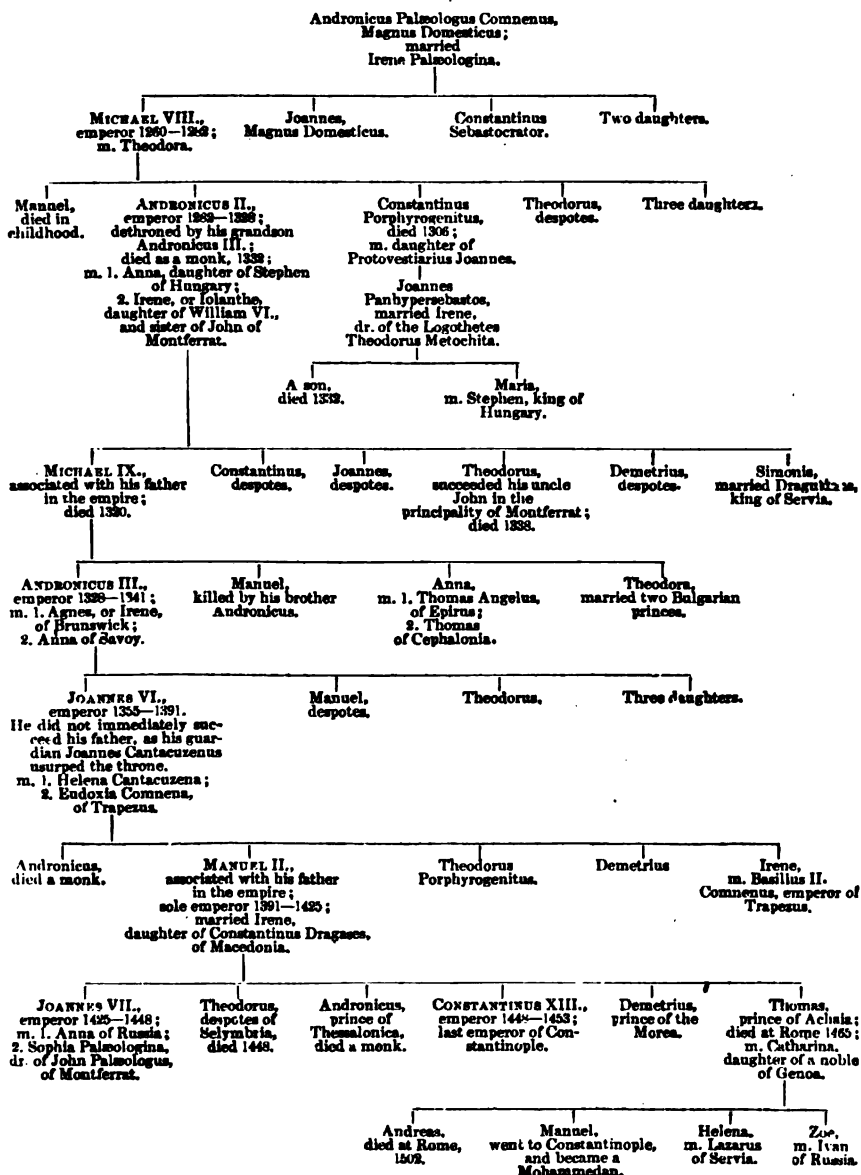 Andronicus Palæologus Comnenus,
Magnus Domesticus;
married
Irene Palæologina.
MICHAEL VIII.,
emperor 1260—1282;
m. Theodora.
Joannes,
Magnus Domesticus.
Constantinus
Sebastocrator.
Two daughters.
Manuel,
died in
childhood.
ANDRONICUS II.,
emperor 1282—1328;
dethroned by his grandson
Andronicus III.;
died as a monk, 1332;
m. 1. Anna, daughter of Stephen
of Hungary;
2. Irene, or Iolanthe,
daughter of William VI.,
and sister of John of
Montferrat.
Constantinus
Porphyrogenitus,
died 1306;
m. daughter of
Protovestiarius Joannes.
Joannes
Panhypersebastos,
married Irene,
dr. of the Logothetes
Theodorus Metochita.
Theodorus,
despotes.
Three daughters.
A son,
died 1332.
Maria,
m. Stephen, king of
Hungary.
MICHAEL IX.,
associated with his father
in the empire;
died 1320.
Constantinus,
despotes.
Joannes,
despotes.
Theodorus,
succeeded his uncle
John in the
principality of Montferrat;
died 1338.
Demetrius,
despotes.
Simonis,
married
king of Servia.
ANDRONICUS III.,
emperor 1328—1341;
m. 1. Agnes, or Irene,
of Brunswick;
2. Anna of Savoy.
Manuel,
killed by his brother
Andronicus.
Anna,
m. 1. Thomas Angelus,
of Epirus;
2. Thomas
of Cephalonia.
Theodora,
married two Bulgarian
princes.
JOANNES VI.,
emperor 1355—1391.
He did not immediately suc-
ceed his father, as his guar-
dian Joannes Cantacuzenus
usurped the throne.
m. 1. Helena Cantacuzena;
2. Eudoxia Comnena,
of Trapezus.
Manuel,
despotes.
Theodorus.
Three daughters.
Andronicus,
died a monk.
MANUEL II.,
associated with his father
in the empire;
sole emperor 1391—1425;
married Irene,
daughter of Constantinus Dragases,
of Macedonia.
Theodorus
Porphyrogenitus.
Demetrius
Irene,
m. Basilius II.
Comnenus, emperor of
Trapezus.
JOANNES VII.,
emperor 1425—1448;
m. 1. Anna of Russia;
2. Sophia Palæologina,
dr. of John Palæologus,
of Montferrat.
Theodorus,
despotes of
Selymbria,
died 1448.
Andronicus,
prince of
Thessalonica,
died a monk.
CONSTANTINUS XIII.,
emperor 1448—1453;
last emperor of Con-
stantinople.
Demetrius,
prince of the
Morea.
Thomas,
prince of Achaia;
died at Rome 1465;
m. Catharina,
daughter of a noble
of Genoa.
Andreas,
died at Rome,
1502.
Manuel,
went to Constantinople,
and became a
Mohammedan.
Helena,
m. Lazarus
of Servia.
Zoe,
m. Ivan
of Russia.